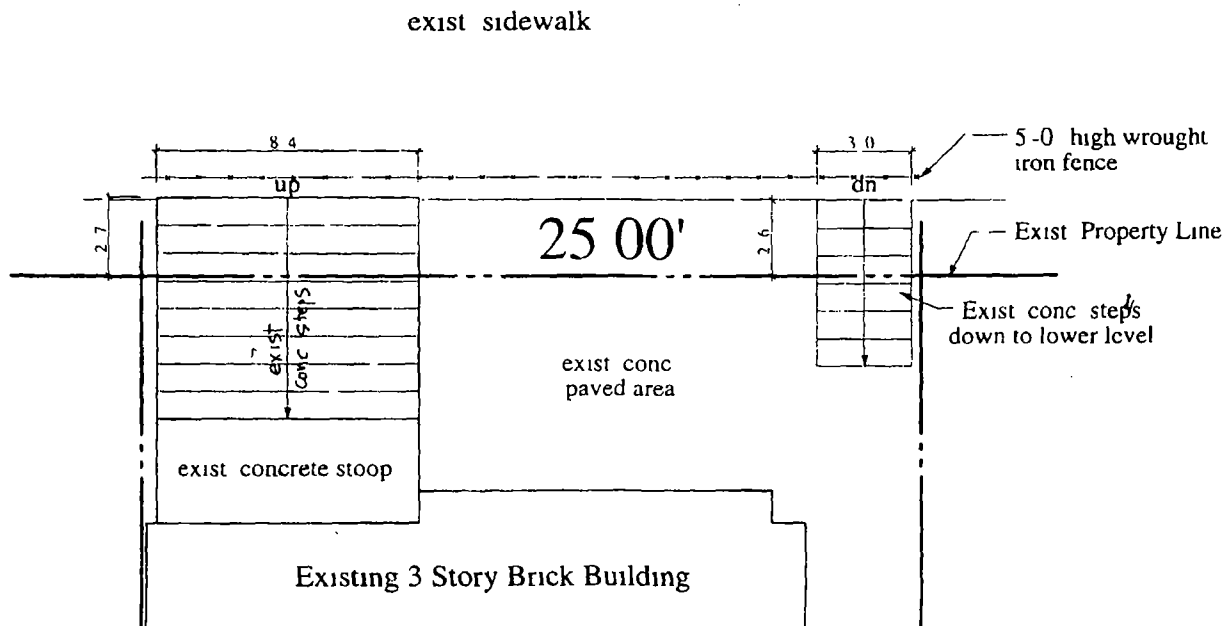 exist sidewalk
8 4
3 0
5-0 high wrought
iron fence
up
dn
2 7
25 00'
2 6
Exist Property Line
exist
conc steps
Exist conc steps
down to lower level
exist conc
paved area
exist concrete stoop
Existing 3 Story Brick Building